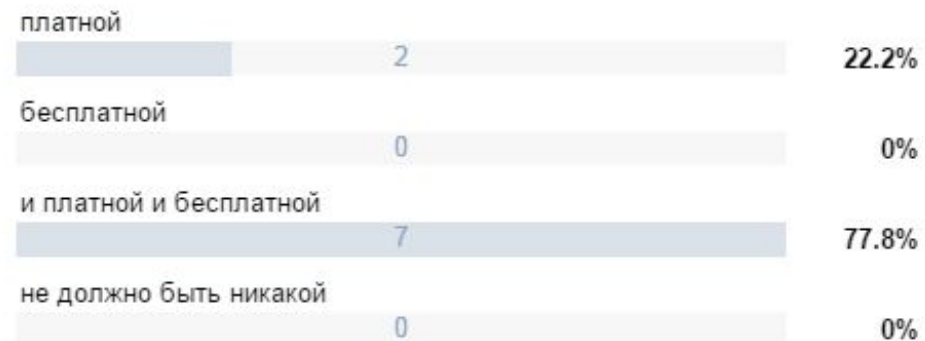 платной
2 22.2%
бесплатной
0 0%
и платной и бесплатной
7 77.8%
не должно быть никакой
0 0%